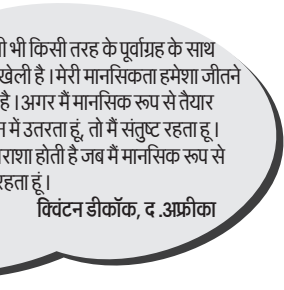 भी किसी तरह के पूर्वाग्रह के साथ
खेली है । मेरी मानसिकता हमेशा जीतने
है । अगर मैं मानसिक रूप से तैयार
में उतरता हूं, तो मैं संतुष्ट रहता हू ।
होती है जब मैं मानसिक रूप से
रहता हूं ।
क्विंटन डीकॉक, द .अफ्रीका